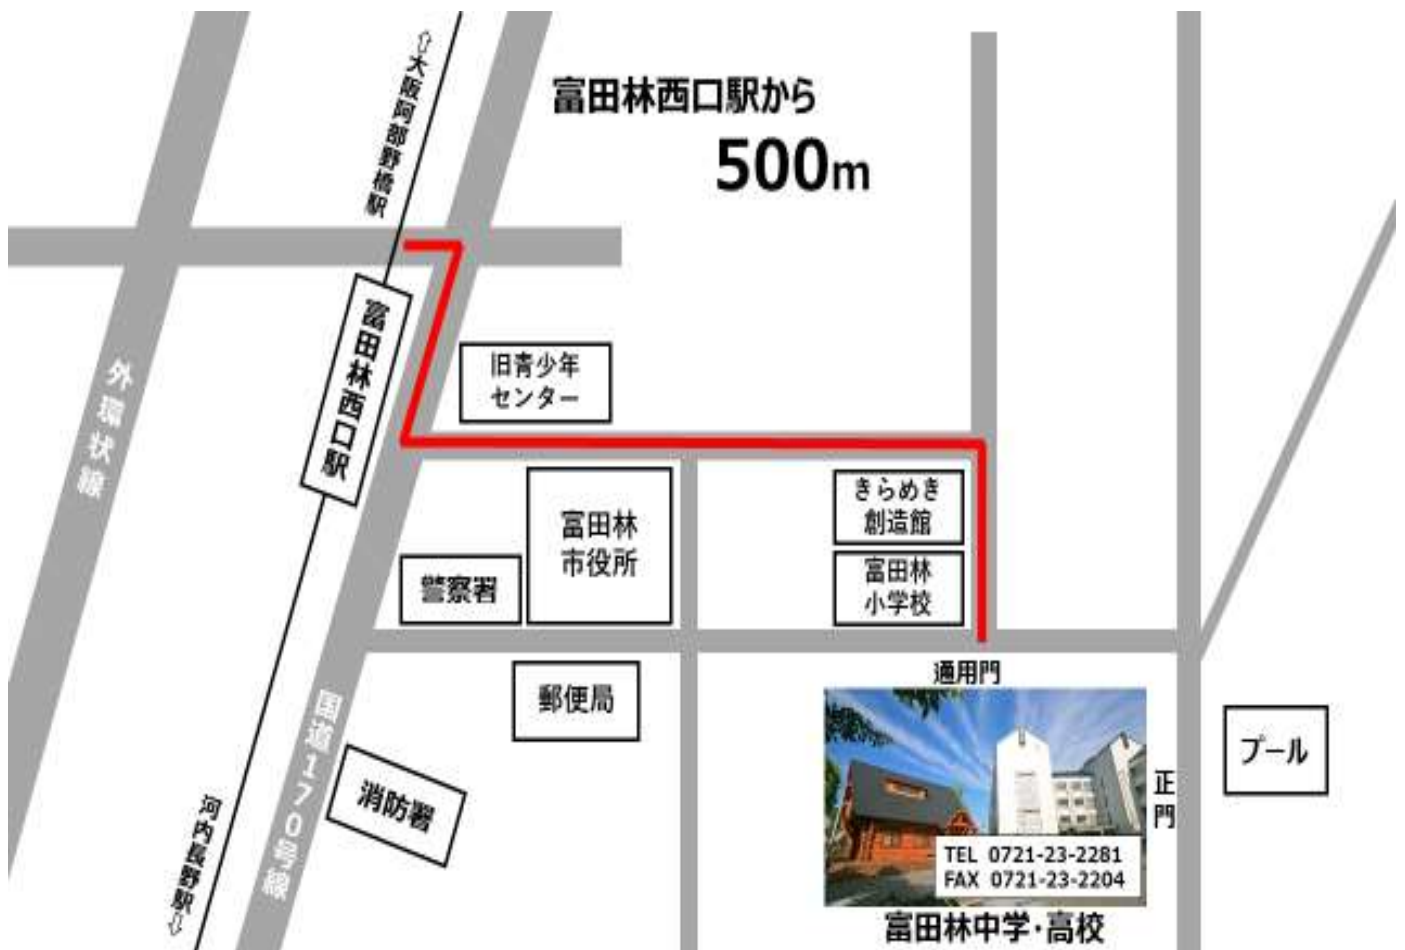 ⇧大阪阿部野橋駅
富田林西口駅から
500m
富田林西口駅
外環状線
旧青少年
センター
きらめき
創造館
富田林
市役所
富田林
小学校
警察署
通用門
郵便局
国道170号線
プール
正門
消防署
河内長野駅⇩
TEL 0721-23-2281
FAX 0721-23-2204
富田林中学・高校